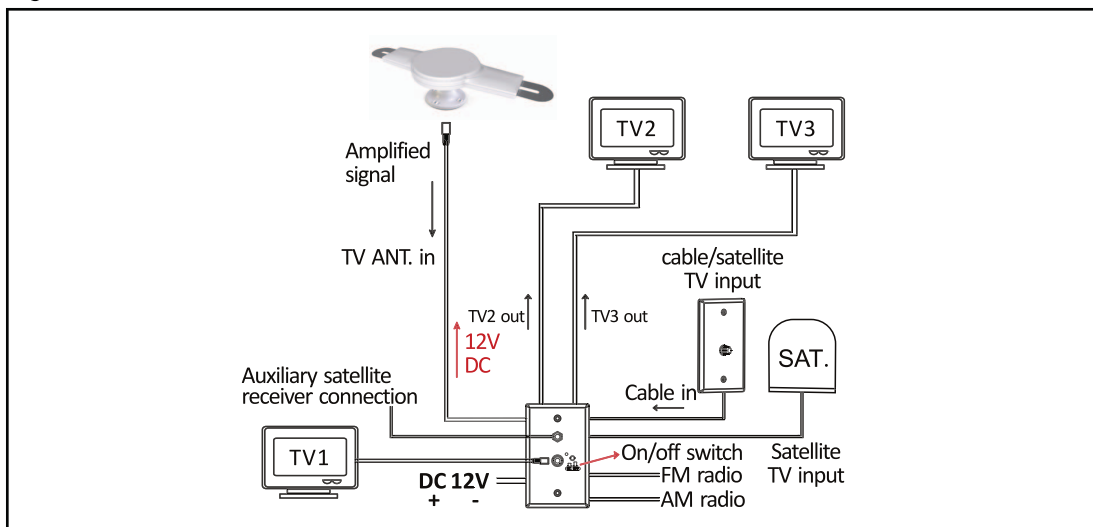 TV2
TV3
Amplified
signal
TV ANT. in
cable/satellite
TV input
TV2 out
TV3 out
12V
DC
SAT.
Auxiliary satellite
receiver connection
Cable in
TV1
On/off switch
Satellite
TV input
DC 12V
+ -
FM radio
AM radio